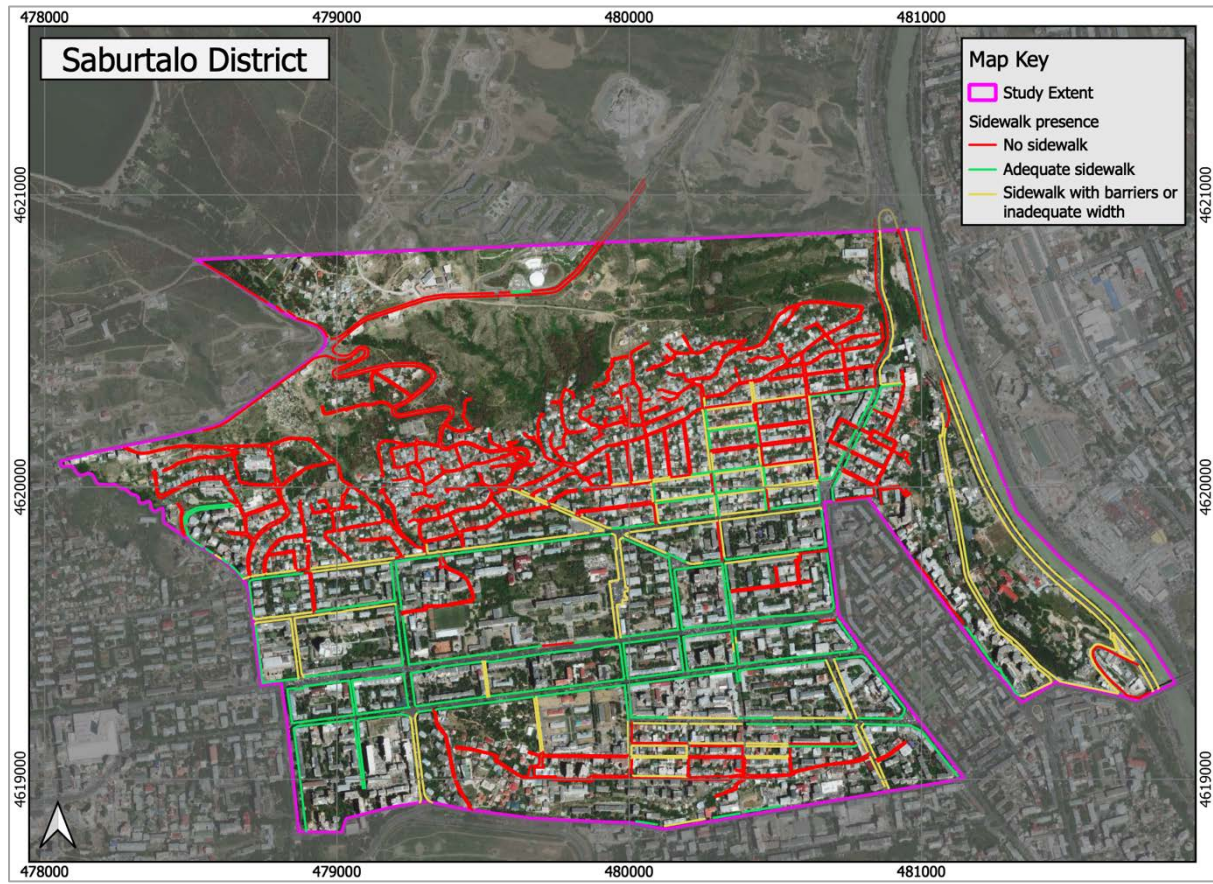 478000 479000 480000 481000
Saburtalo District
Map Key
Study Extent
Sidewalk presence
No sidewalk
Adequate sidewalk
Sidewalk with barriers or
inadequate width
4621000 4621000
4620000 4620000
4619000 4619000
478000 479000 480000 481000